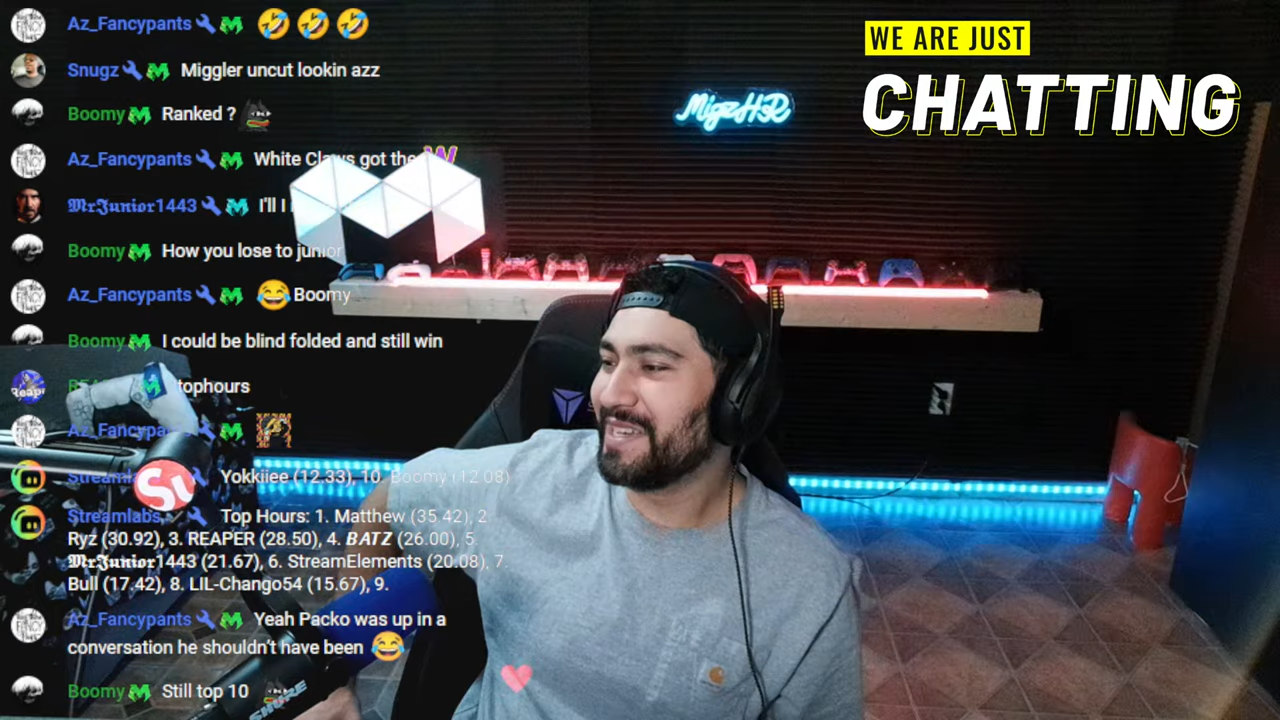 Az_Fancypants 🤣 🤣 🤣
WE ARE JUST
CHATTING
Snugz Miggler uncut lookin azz
MigzHR
Boomy Ranked ?
Az_Fancypants White Claws got the W
MrJunior1443 I'll l
Boomy How you lose to junior
Az_Fancypants 😂 Boomy
Boomy I could be blind folded and still win
tophours
Az_Fancypa
Streamla Yokkiiee (12.33), 10. Boomy (12.08)
Streamlabs Top Hours: 1. Matthew (35.42), 2.
Ryz (30.92), 3. REAPER (28.50), 4. BATZ (26.00), 5.
MrJunior1443 (21.67), 6. StreamElements (20.08), 7.
Bull (17.42), 8. LIL-Chango54 (15.67), 9.
Az_Fancypants Yeah Packo was up in a
conversation he shouldn't have been 😂
Boomy Still top 10
SHURE